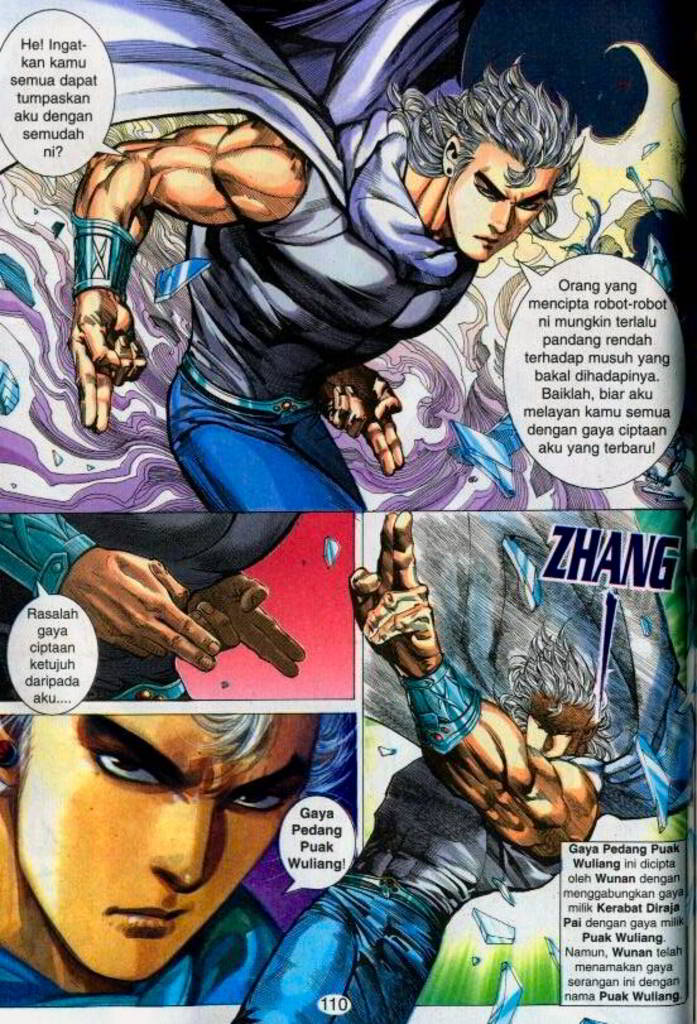 He! Ingat-
kan kamu
semua dapat
tumpaskan
aku dengan
semudah
ni?
Orang yang
mencipta robot-robot
ni mungkin terlalu
pandang rendah
terhadap musuh yang
bakal dihadapinya.
Baiklah, biar aku
melayan kamu semua
dengan gaya ciptaan
aku yang terbaru!
Rasalah
gaya
ciptaan
ketujuh
daripada
aku....
ZHANG
Gaya
Pedang
Puak
Wuliang!
Gaya Pedang Puak
Wuliang ini dicipta
oleh Wunan dengan
menggabungkan gaya
milik Kerabat Diraja
Pai dengan gaya milik
Puak Wuliang.
Namun, Wunan telah
menamakan gaya
serangan ini dengan
nama Puak Wuliang.
110